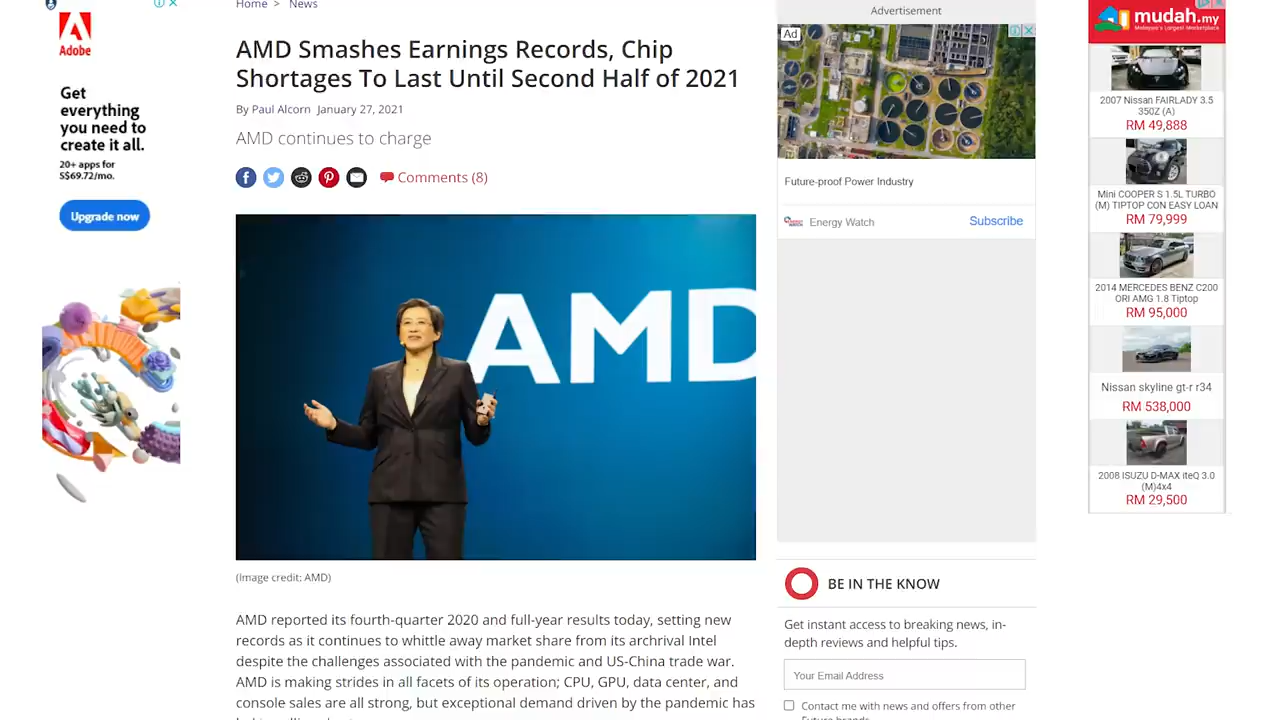 Home > News
AMD Smashes Earnings Records, Chip
Shortages To Last Until Second Half of 2021
By Paul Alcorn January 27, 2021
AMD continues to charge
Comments (8)
AMD
(Image credit: AMD)
AMD reported its fourth-quarter 2020 and full-year results today, setting new
records as it continues to whittle away market share from its archrival Intel
despite the challenges associated with the pandemic and US-China trade war.
AMD is making strides in all facets of its operation; CPU, GPU, data center, and
console sales are all strong, but exceptional demand driven by the pandemic has
Adobe
Get
everything
you need to
create it all.
20+ apps for
S$69.72/mo.
Upgrade now
Advertisement
Ad
Future-proof Power Industry
Energy Watch
Subscribe
BE IN THE KNOW
Get instant access to breaking news, in-
depth reviews and helpful tips.
Your Email Address
Contact me with news and offers from other
Future brands
mudah.my
Malaysia's Largest Marketplace
2007 Nissan FAIRLADY 3.5
350Z (A)
RM 49,888
Mini COOPER S 1.5L TURBO
(M) TIPTOP CON EASY LOAN
RM 79,999
2014 MERCEDES BENZ C200
ORI AMG 1.8 Tiptop
RM 95,000
Nissan skyline gt-r r34
RM 538,000
2008 ISUZU D-MAX iteQ 3.0
(M)4x4
RM 29,500